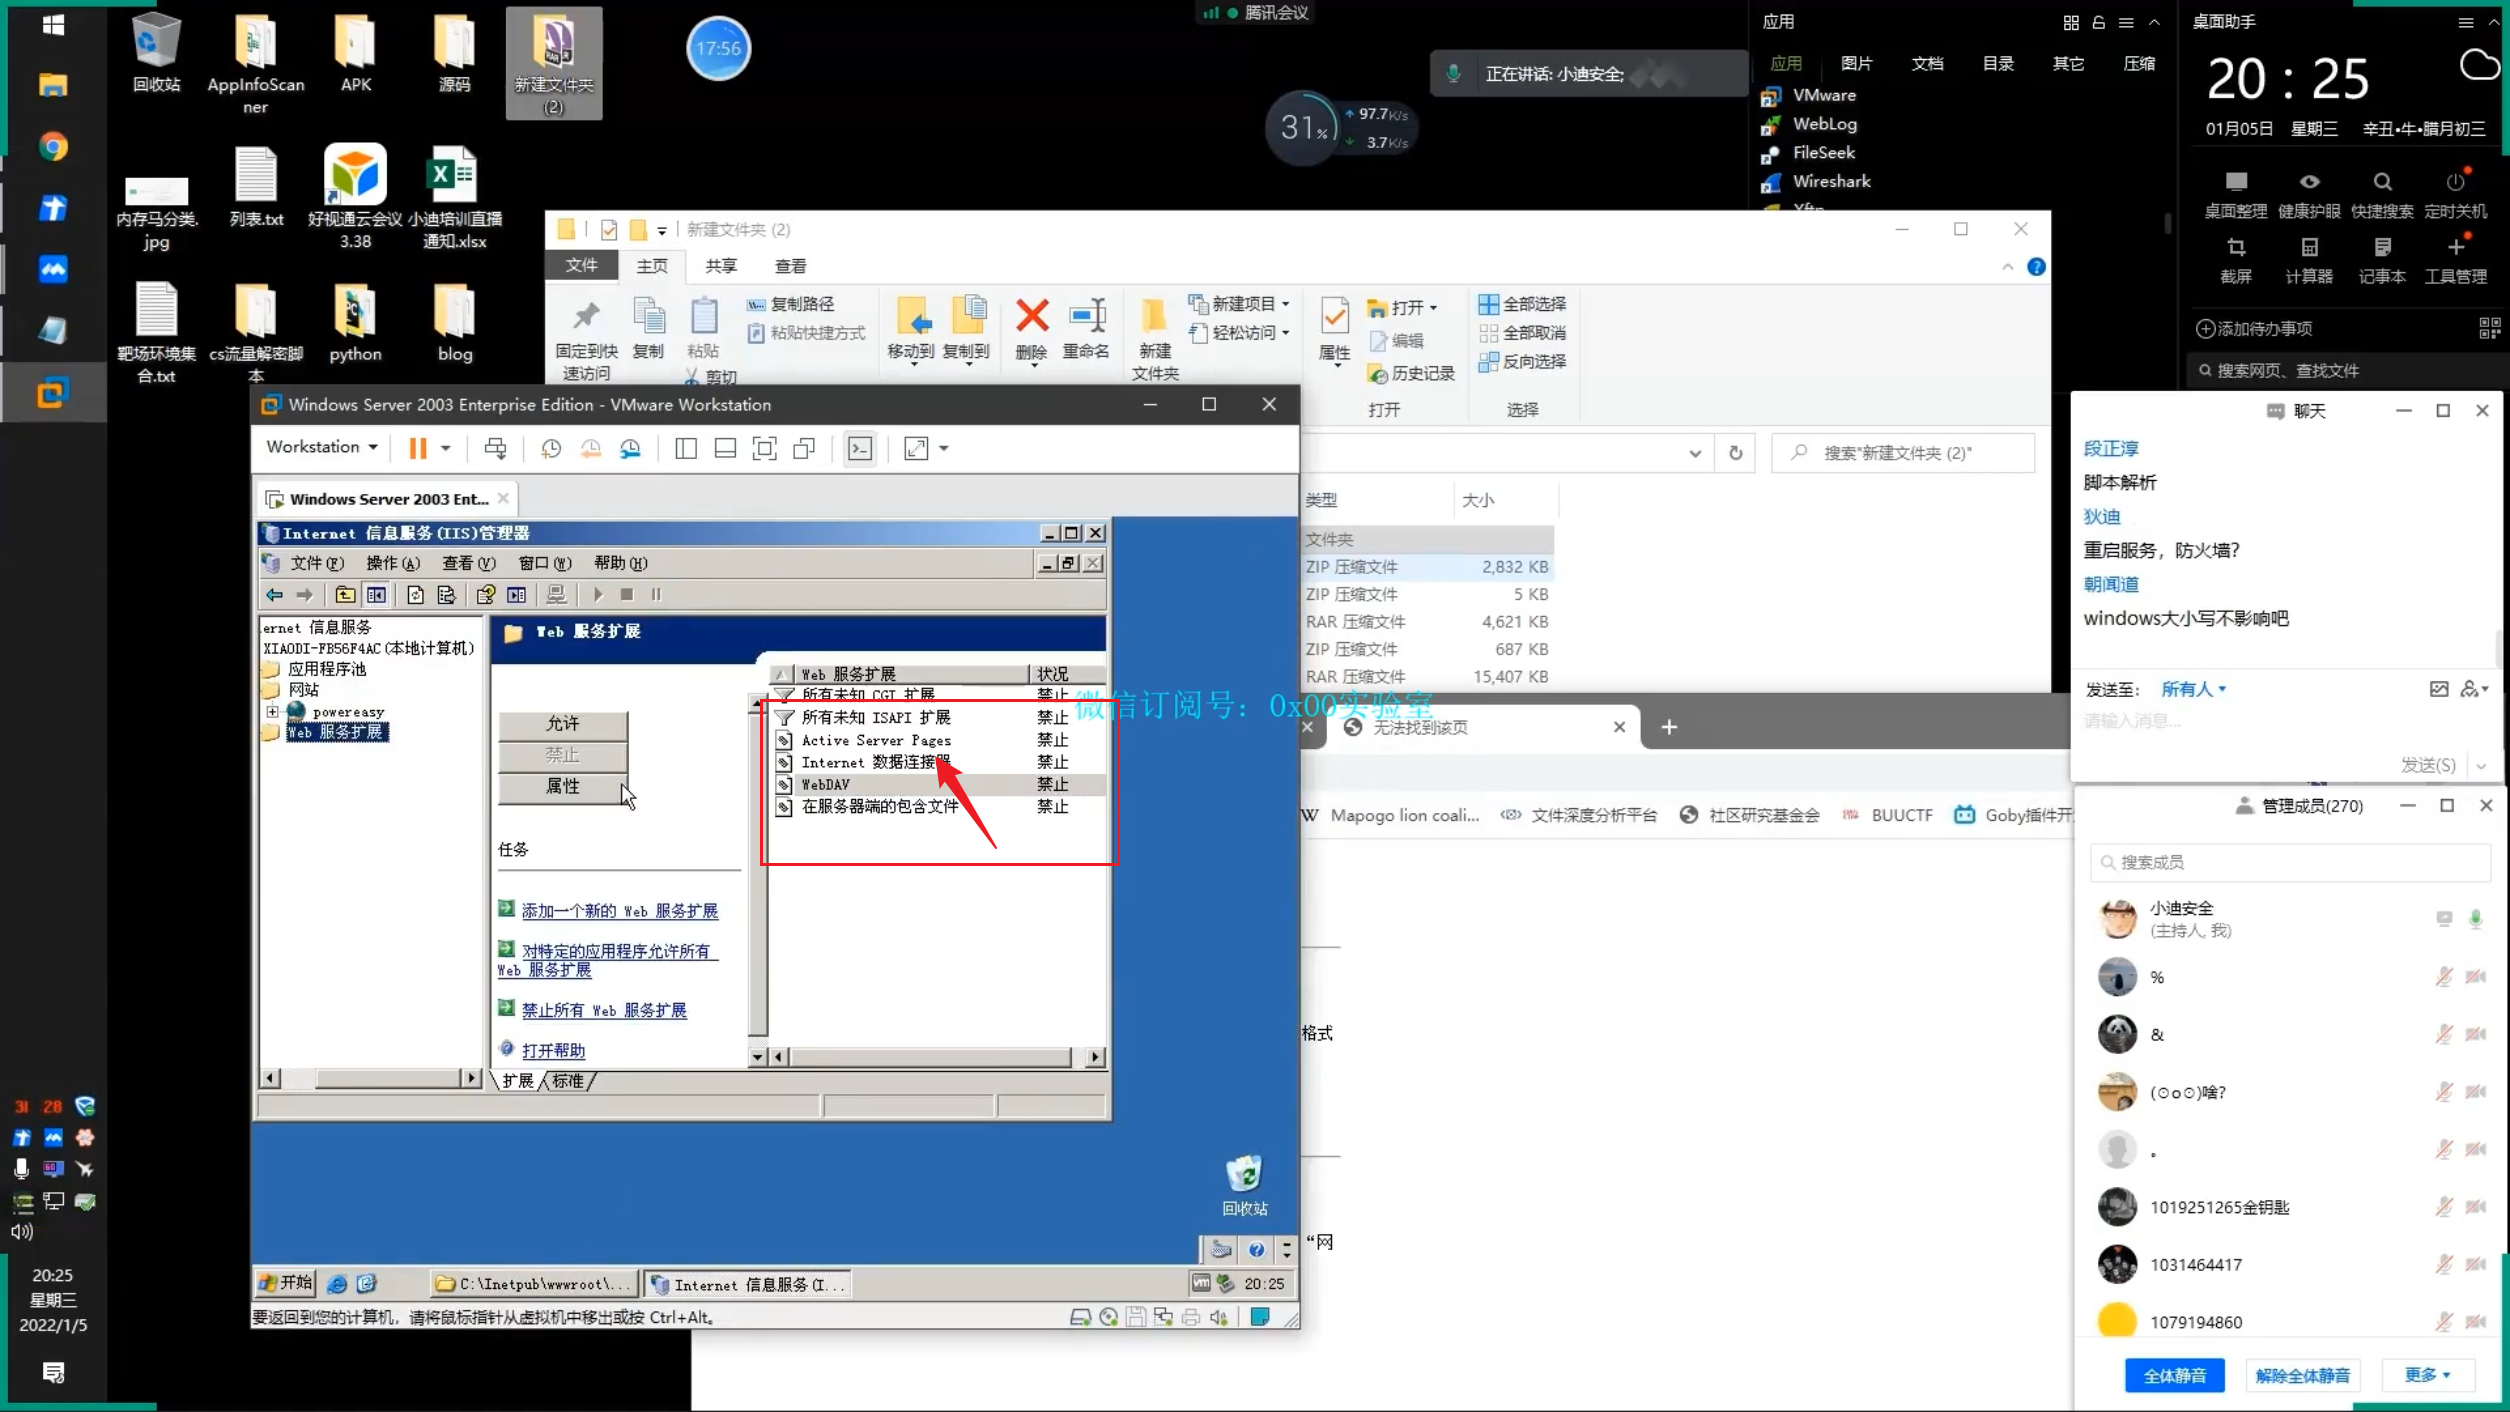 腾讯会议
回收站
AppInfoScan
ner
APK
源码
新建文件夹
(2)
17:56
正在讲话: 小迪安全;
31%
97.7K/s
3.7K/s
内存马分类.
jpg
列表.txt
好视通云会议
3.38
小迪培训直播
通知.xlsx
靶场环境集
合.txt
cs流量解密脚
本
python
blog
应用
应用
图片
文档
目录
其它
压缩
VMware
WebLog
FileSeek
Wireshark
Xftp
桌面助手
20 : 25
01月05日 星期三 辛丑•牛•腊月初三
桌面整理
健康护眼
快捷搜索
定时关机
截屏
计算器
记事本
工具管理
添加待办事项
搜索网页、查找文件
新建文件夹 (2)
文件
主页
共享
查看
固定到快
速访问
复制
粘贴
复制路径
粘贴快捷方式
剪切
移动到
复制到
删除
重命名
新建
文件夹
新建项目
轻松访问
属性
打开
编辑
历史记录
打开
全部选择
全部取消
反向选择
选择
搜索"新建文件夹 (2)"
类型
大小
文件夹
ZIP 压缩文件 2,832 KB
ZIP 压缩文件 5 KB
RAR 压缩文件 4,621 KB
ZIP 压缩文件 687 KB
RAR 压缩文件 15,407 KB
Windows Server 2003 Enterprise Edition - VMware Workstation
Workstation
Windows Server 2003 Ent...
Internet 信息服务(IIS)管理器
文件(F)
操作(A)
查看(V)
窗口(W)
帮助(H)
ernet 信息服务
XIAODI-FB56F4AC(本地计算机)
应用程序池
网站
powereasy
Web 服务扩展
Web 服务扩展
允许
禁止
属性
任务
添加一个新的 Web 服务扩展
对特定的应用程序允许所有
Web 服务扩展
禁止所有 Web 服务扩展
打开帮助
Web 服务扩展 状况
所有未知 CGI 扩展 禁止
所有未知 ISAPI 扩展 禁止
Active Server Pages 禁止
Internet 数据连接器 禁止
WebDAV 禁止
在服务器端的包含文件 禁止
扩展
标准
回收站
开始
C:\Inetpub\wwwroot\...
Internet 信息服务(I...
20:25
要返回到您的计算机，请将鼠标指针从虚拟机中移出或按 Ctrl+Alt。
微信订阅号：0x00实验室
无法找到该页
Mapogo lion coali...
文件深度分析平台
社区研究基金会
BUUCTF
Goby插件开
格式
“网
聊天
段正淳
脚本解析
狄迪
重启服务，防火墙?
朝闻道
windows大小写不影响吧
发送至:
所有人
请输入消息...
发送(S)
管理成员(270)
搜索成员
小迪安全
(主持人, 我)
%
&
(⊙o⊙)啥?
。
1019251265金钥匙
1031464417
1079194860
全体静音
解除全体静音
更多
20:25
星期三
2022/1/5